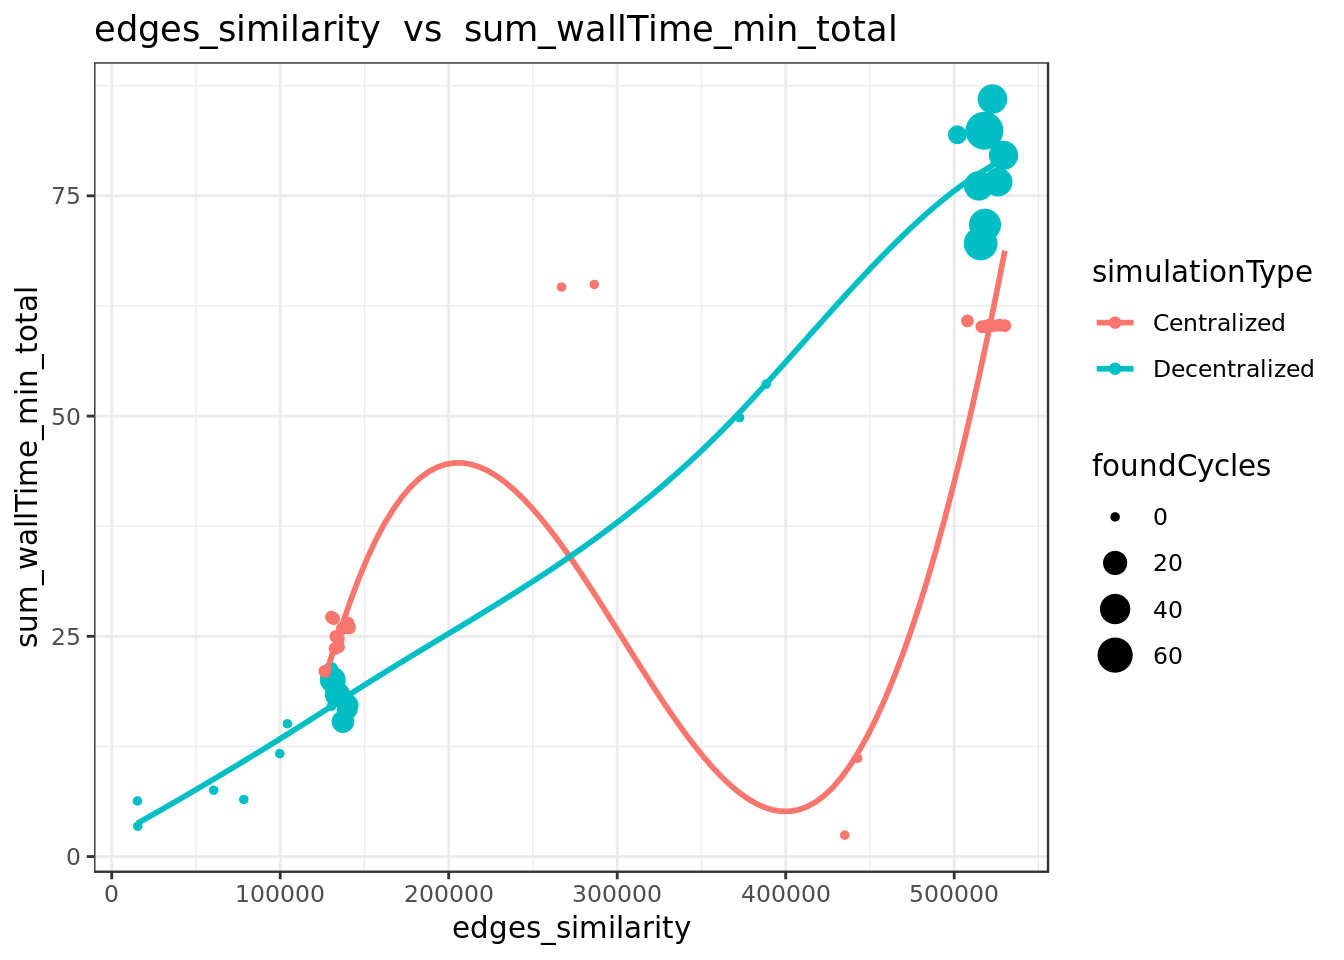 edges_similarity  vs  sum_wallTime_min_total
sum_wallTime_min_total
75
50
25
0
0
100000
200000
300000
400000
500000
edges_similarity
simulationType
Centralized
Decentralized
foundCycles
0
20
40
60